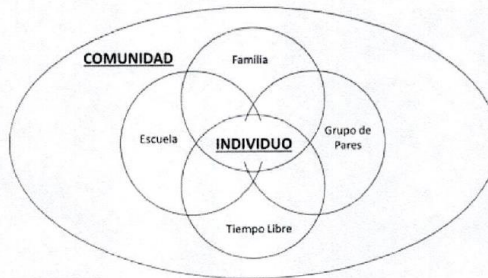 COMUNIDAD
Familia
Escuela
INDIVIDUO
Grupo de
Pares
Tiempo Libre